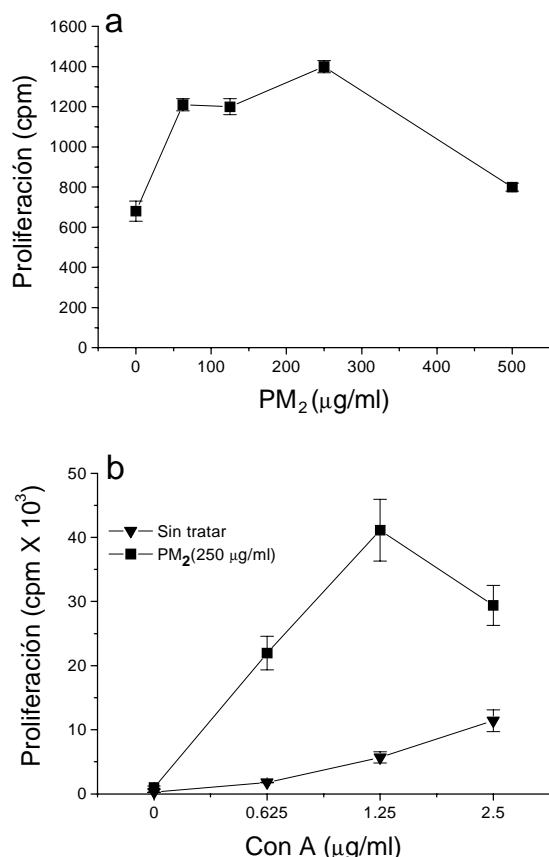 a
Proliferación (cpm)
1600
1400
1200
1000
800
600
400
200
0
0 100 200 300 400 500
PM₂ (μg/ml)
b
Proliferación (cpm X 10³)
50
40
30
20
10
0
Sin tratar
PM₂(250 μg/ml)
0 0.625 1.25 2.5
Con A (μg/ml)